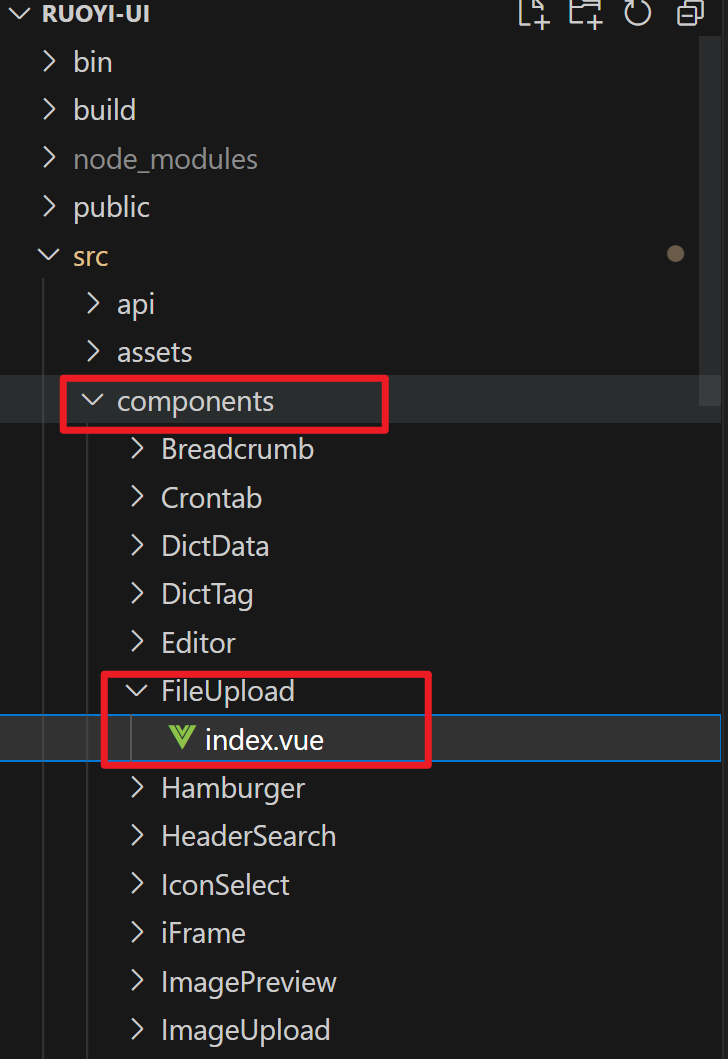 RUOYI-UI
bin
build
node_modules
public
src
api
assets
components
Breadcrumb
Crontab
DictData
DictTag
Editor
FileUpload
index.vue
Hamburger
HeaderSearch
IconSelect
iFrame
ImagePreview
ImageUpload